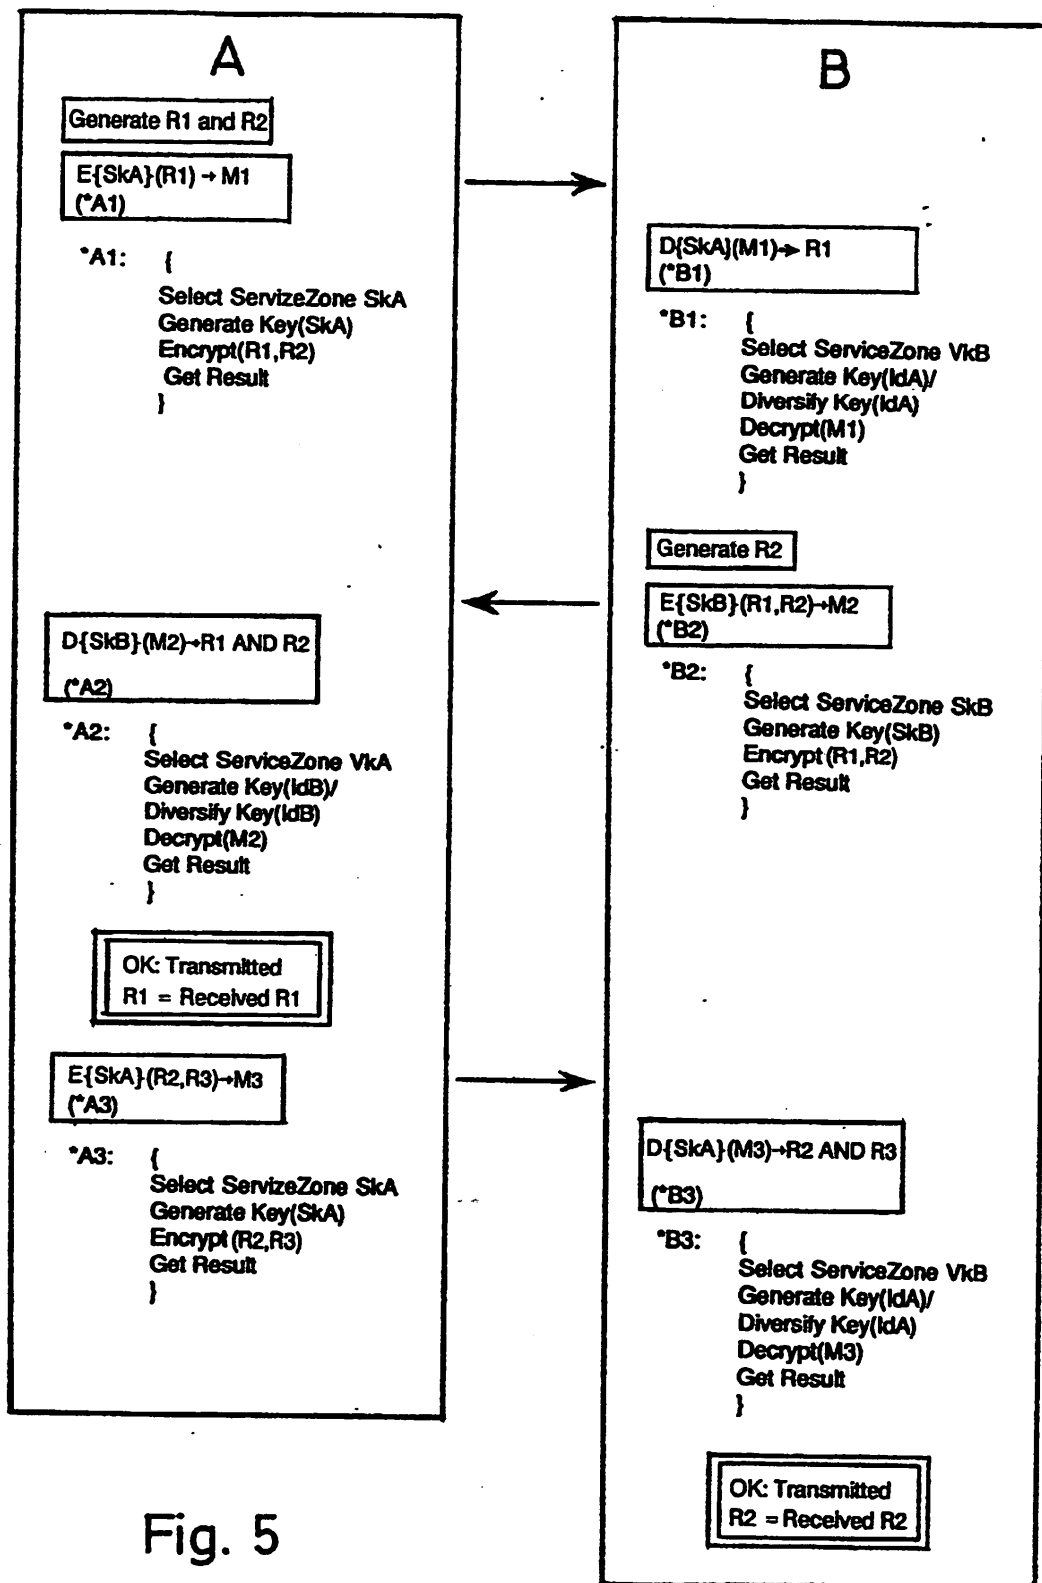 A
Generate R1 and R2
E{SkA}(R1)→M1
(*A1)
*A1: {
Select ServizeZone SkA
Generate Key(SkA)
Encrypt(R1,R2)
Get Result
}
D{SkB}(M2)→R1 AND R2
(*A2)
*A2: {
Select ServiceZone VkA
Generate Key(IdB)/
Diversify Key(IdB)
Decrypt(M2)
Get Result
}
OK: Transmitted
R1 = Received R1
E{SkA}(R2,R3)→M3
(*A3)
*A3: {
Select ServizeZone SkA
Generate Key(SkA)
Encrypt(R2,R3)
Get Result
}
B
D{SkA}(M1)→ R1
(*B1)
*B1: {
Select ServiceZone VkB
Generate Key(IdA)/
Diversify Key(IdA)
Decrypt(M1)
Get Result
}
Generate R2
E{SkB}(R1,R2)→M2
(*B2)
*B2: {
Select ServiceZone SkB
Generate Key(SkB)
Encrypt(R1,R2)
Get Result
}
D{SkA}(M3)→R2 AND R3
(*B3)
*B3: {
Select ServiceZone VkB
Generate Key(IdA)/
Diversify Key(IdA)
Decrypt(M3)
Get Result
}
OK: Transmitted
R2 = Received R2
Fig. 5